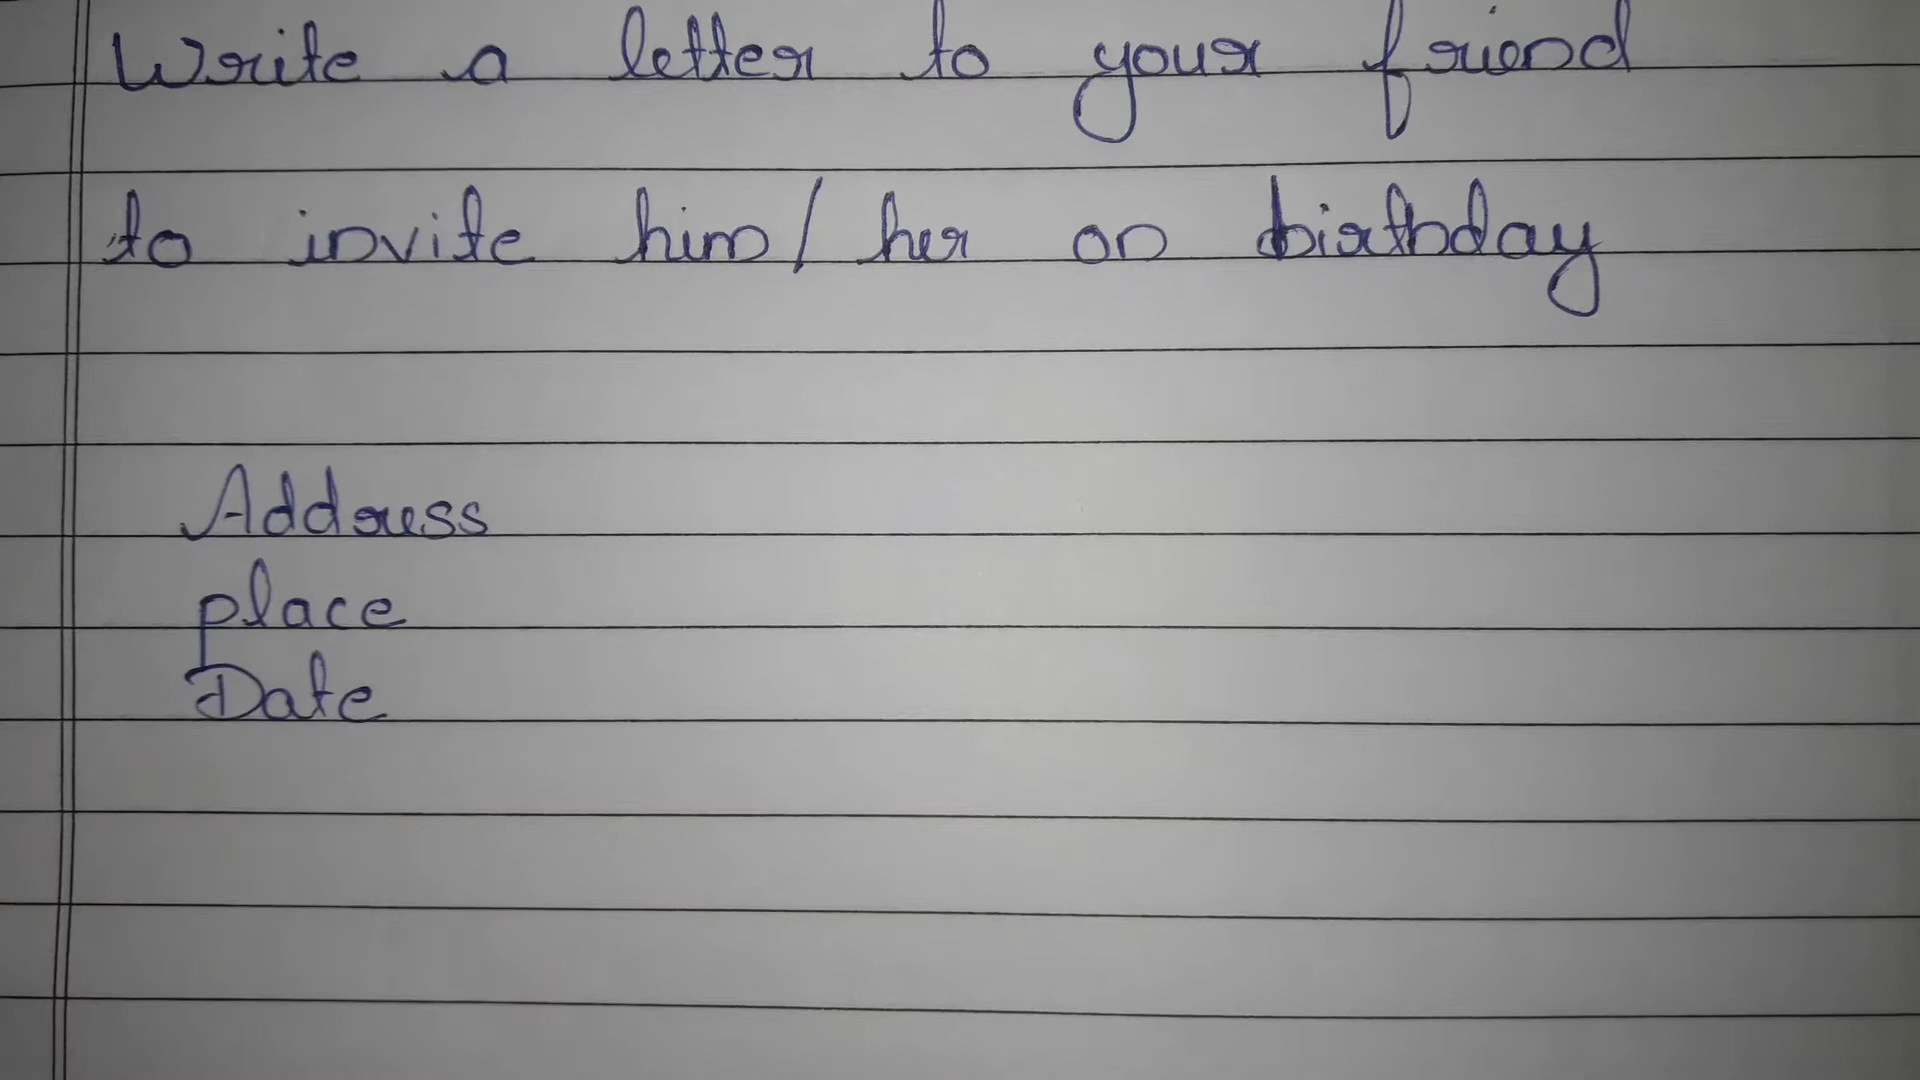 Write a letter to your friend
to invite him/ her on birthday
Address
place
Date